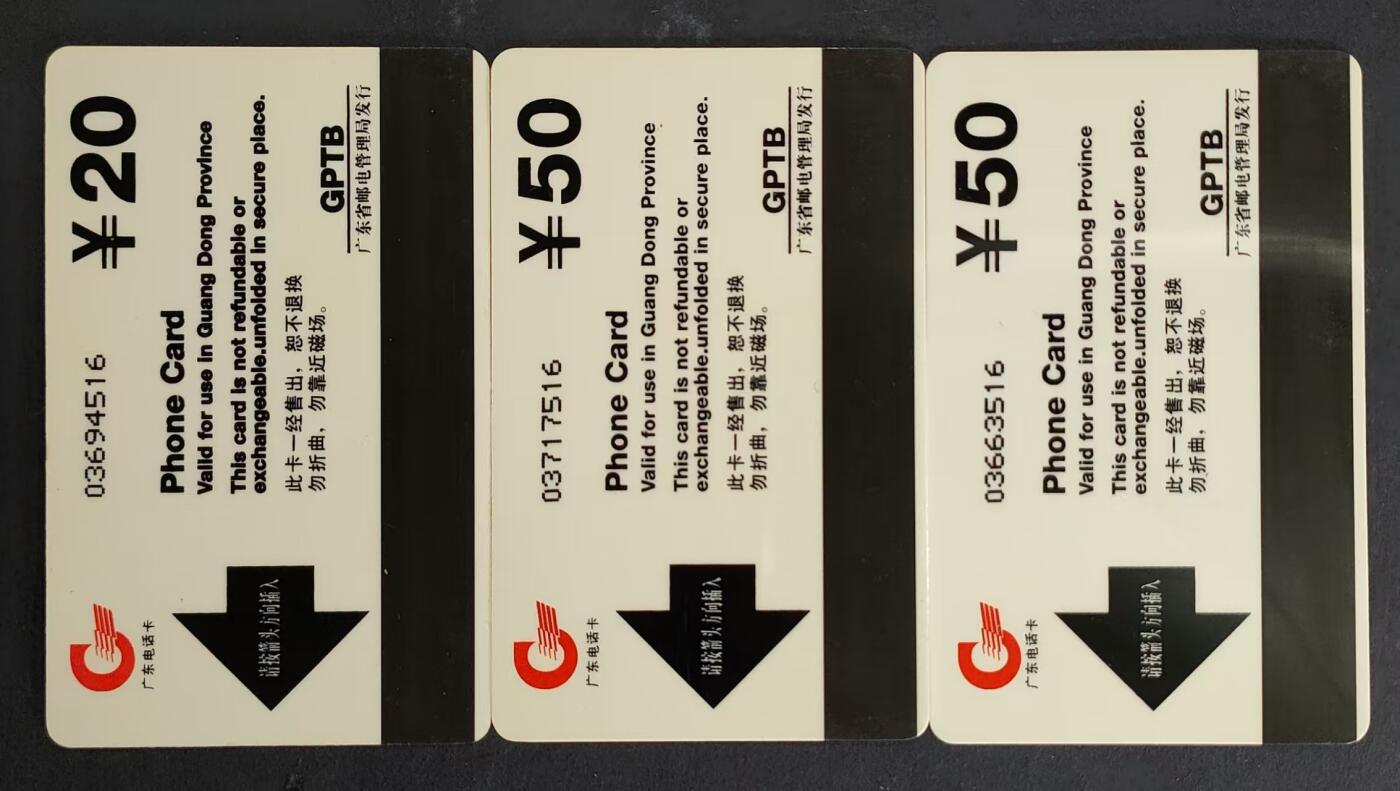 03694516
¥20
Phone Card
Valid for use in Guang Dong Province
This card is not refundable or
exchangeable.unfolded in secure place.
此卡一经售出，恕不退换
勿折曲，勿靠近磁场。
GPTB
广东省邮电管理局发行
广东电话卡
请按箭头方向插入
03717516
¥50
Phone Card
Valid for use in Guang Dong Province
This card is not refundable or
exchangeable.unfolded in secure place.
此卡一经售出，恕不退换
勿折曲，勿靠近磁场。
GPTB
广东省邮电管理局发行
广东电话卡
请按箭头方向插入
03663516
¥50
Phone Card
Valid for use in Guang Dong Province
This card is not refundable or
exchangeable.unfolded in secure place.
此卡一经售出，恕不退换
勿折曲，勿靠近磁场。
GPTB
广东省邮电管理局发行
广东电话卡
请按箭头方向插入